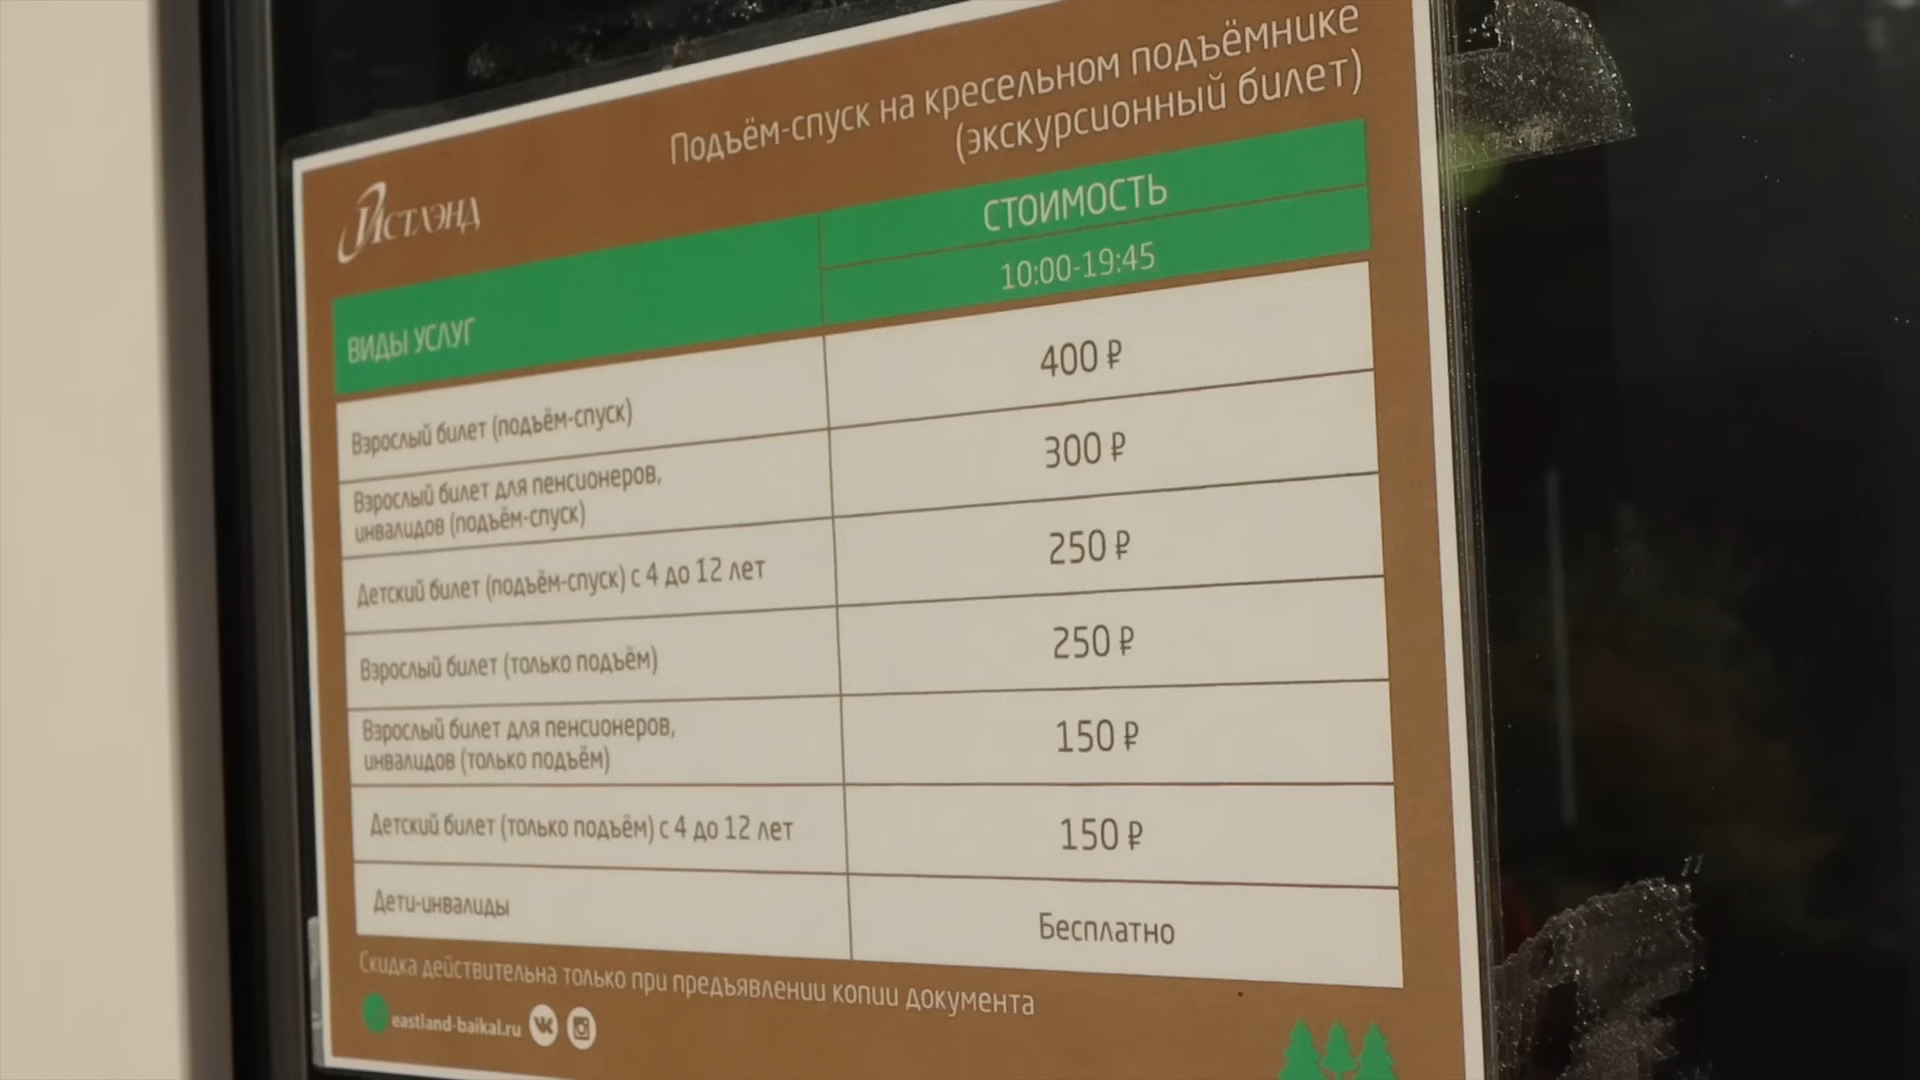 Истлэнд
Подъём-спуск на кресельном подъёмнике
(экскурсионный билет)
ВИДЫ УСЛУГ
СТОИМОСТЬ
10:00-19:45
Взрослый билет (подъём-спуск)
400 ₽
Взрослый билет для пенсионеров,
инвалидов (подъём-спуск)
300 ₽
Детский билет (подъём-спуск) с 4 до 12 лет
250 ₽
Взрослый билет (только подъём)
250 ₽
Взрослый билет для пенсионеров,
инвалидов (только подъём)
150 ₽
Детский билет (только подъём) с 4 до 12 лет
150 ₽
Дети-инвалиды
Бесплатно
Скидка действительна только при предъявлении копии документа
eastland-baikal.ru